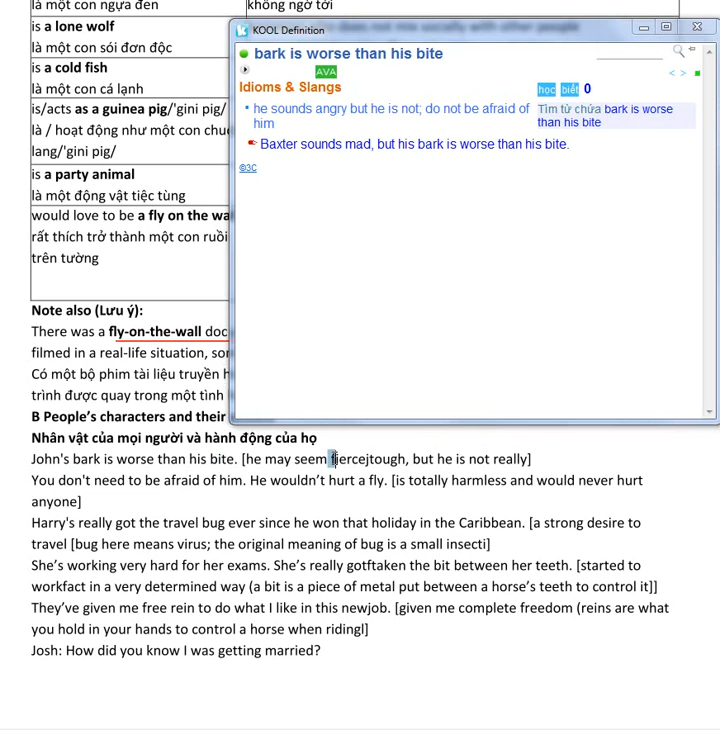 là một con ngựa đen
không ngờ tới
is a lone wolf
là một con sói đơn độc
is a cold fish
là một con cá lạnh
is/acts as a guinea pig/'gini pig/
là / hoạt động như một con chu
lang/'gini pig/
is a party animal
là một động vật tiệc tùng
would love to be a fly on the wa
rất thích trở thành một con ruồi
trên tường
KOOL Definition
bark is worse than his bite
AVA
Idioms & Slangs
học biết 0
he sounds angry but he is not; do not be afraid of
him
Tìm từ chứa bark is worse
than his bite
Baxter sounds mad, but his bark is worse than his bite.
©3C
Note also (Lưu ý):
There was a fly-on-the-wall doc
filmed in a real-life situation, sor
Có một bộ phim tài liệu truyền h
trình được quay trong một tình
B People's characters and their
Nhân vật của mọi người và hành động của họ
John's bark is worse than his bite. [he may seem fiercejtough, but he is not really]
You don't need to be afraid of him. He wouldn't hurt a fly. [is totally harmless and would never hurt
anyone]
Harry's really got the travel bug ever since he won that holiday in the Caribbean. [a strong desire to
travel [bug here means virus; the original meaning of bug is a small insecti]
She's working very hard for her exams. She's really gotftaken the bit between her teeth. [started to
workfact in a very determined way (a bit is a piece of metal put between a horse's teeth to control it]]
They've given me free rein to do what I like in this newjob. [given me complete freedom (reins are what
you hold in your hands to control a horse when ridingl]
Josh: How did you know I was getting married?